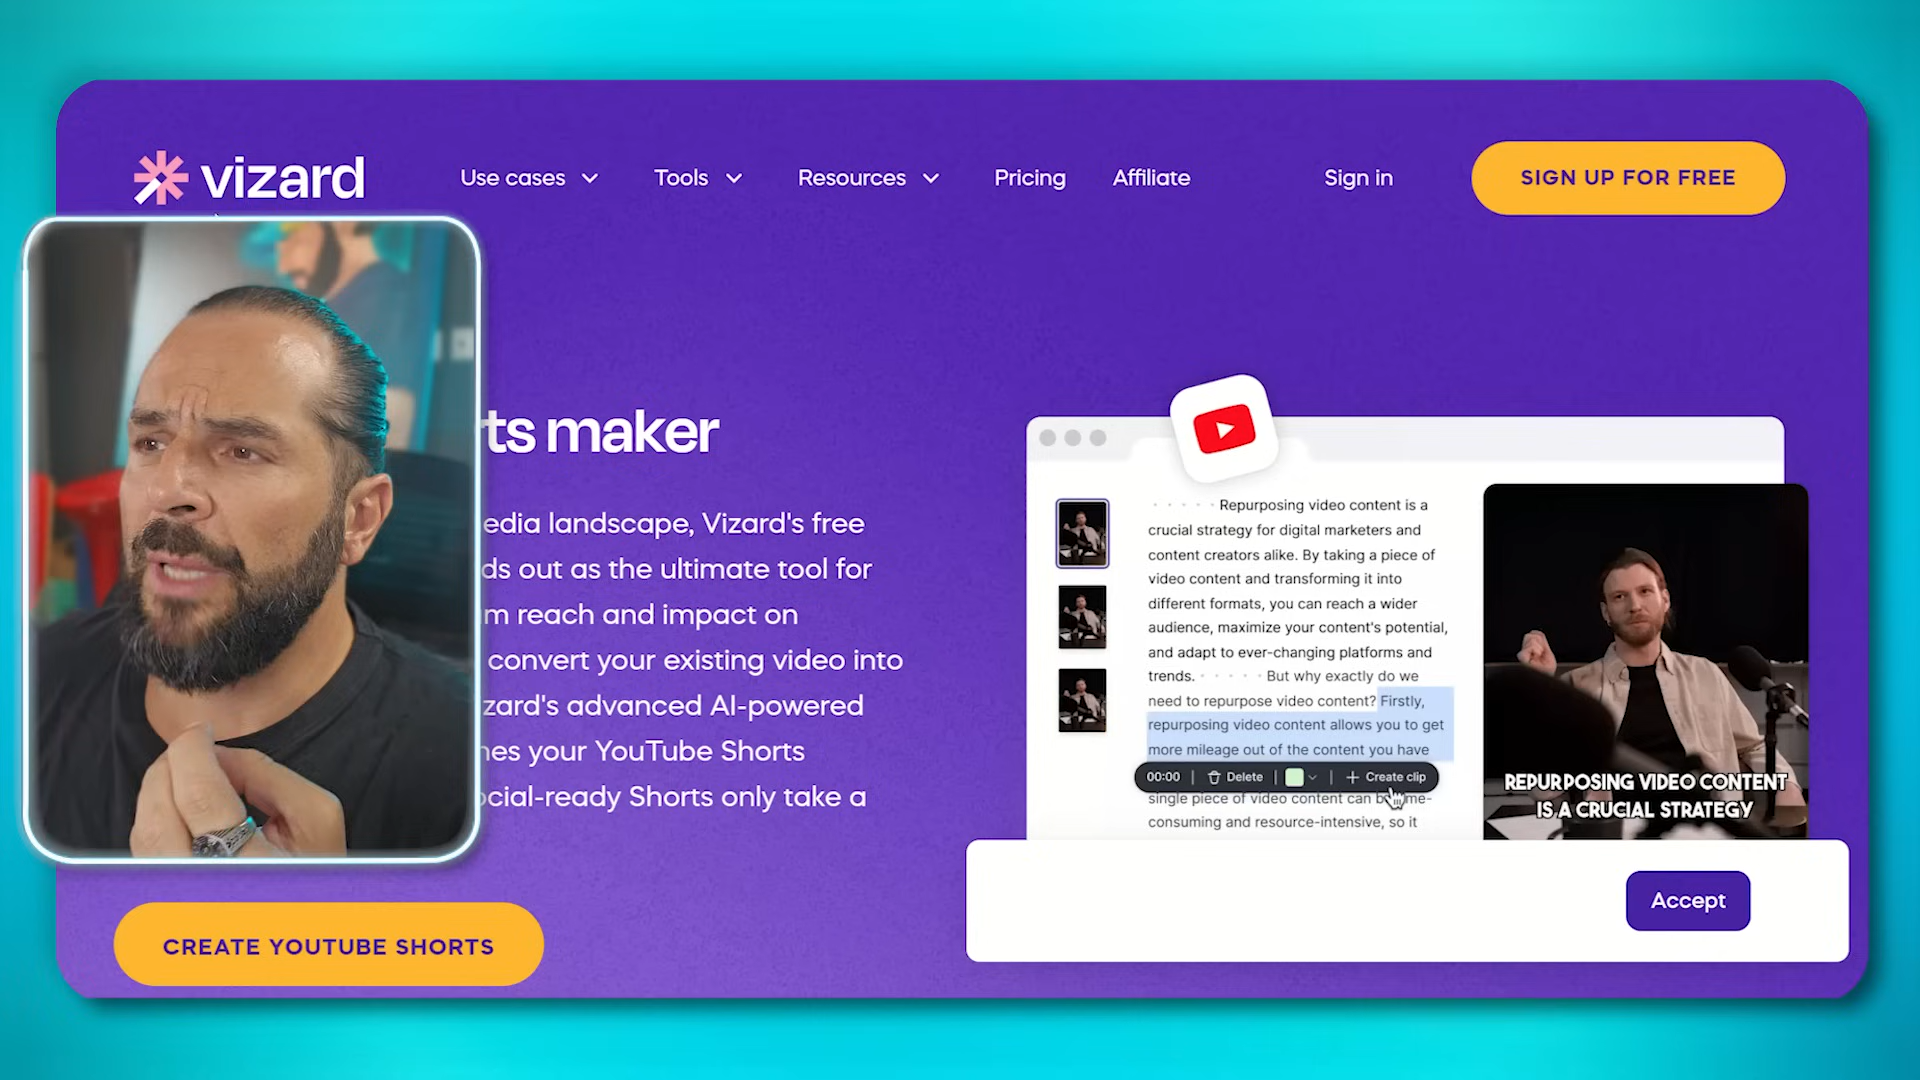 vizard
Use cases
Tools
Resources
Pricing
Affiliate
Sign in
SIGN UP FOR FREE
maker
landscape, Vizard's free
out as the ultimate tool for
reach and impact on
convert your existing video into
advanced AI-powered
your YouTube Shorts
Shorts only take a
CREATE YOUTUBE SHORTS
Repurposing video content is a
crucial strategy for digital marketers and
content creators alike. By taking a piece of
video content and transforming it into
different formats, you can reach a wider
audience, maximize your content's potential,
and adapt to ever-changing platforms and
trends. But why exactly do we
need to repurpose video content? Firstly,
repurposing video content allows you to get
more mileage out of the content you have
00:00 Delete Create clip
single piece of video content can
consuming and resource-intensive, so it
REPURPOSING VIDEO CONTENT
IS A CRUCIAL STRATEGY
Accept